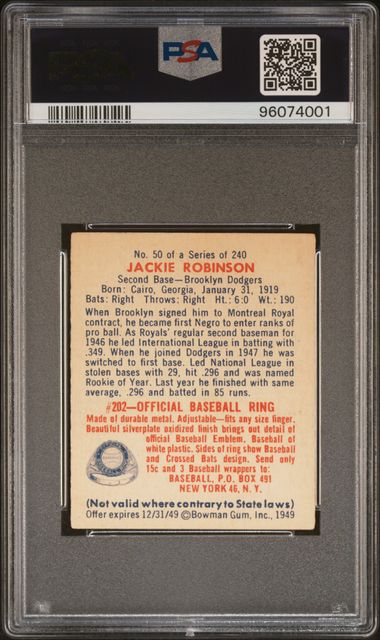 PSA
96074001
No. 50 of a Series of 240
JACKIE ROBINSON
Second Base—Brooklyn Dodgers
Born: Cairo, Georgia, January 31, 1919
Bats: Right Throws: Right Ht.: 6:0 Wt.: 190
When Brooklyn signed him to Montreal Royal
contract, he became first Negro to enter ranks of
pro ball. As Royals' regular second baseman for
1946 he led International League in batting with
.349. When he joined Dodgers in 1947 he was
switched to first base. Led National League in
stolen bases with 29, hit .296 and was named
Rookie of Year. Last year he finished with same
average, .296 and batted in 85 runs.
#202—OFFICIAL BASEBALL RING
Made of durable metal. Adjustable—fits any size finger.
Beautiful silverplate oxidized finish brings out detail of
official Baseball Emblem. Baseball of
white plastic. Sides of ring show Baseball
and Crossed Bats design. Send only
15c and 3 Baseball wrappers to:
BASEBALL, P.O. BOX 491
NEW YORK 46, N. Y.
(Not valid where contrary to State laws)
Offer expires 12/31/49 ©Bowman Gum, Inc., 1949